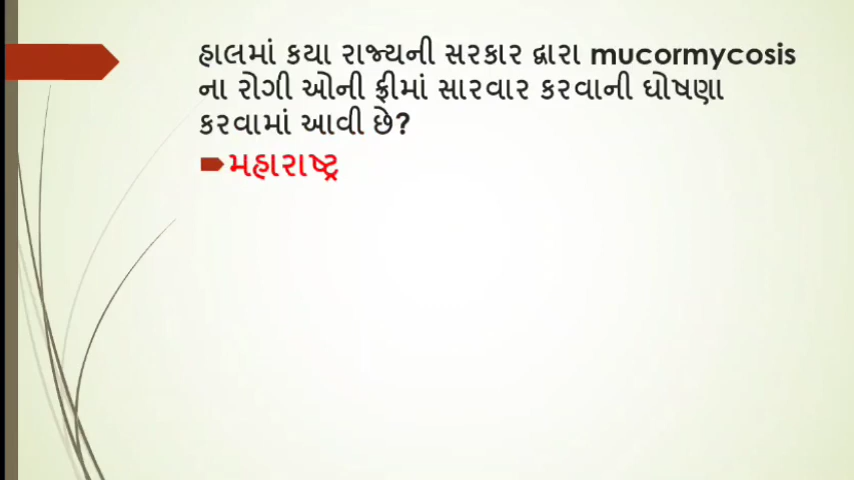 હાલમાં કયા રાજ્યની સરકાર દ્વારા mucormycosis
ના રોગી ઓની ફ્રીમાં સારવાર કરવાની ઘોષણા
કરવામાં આવી છે?
મહારાષ્ટ્ર